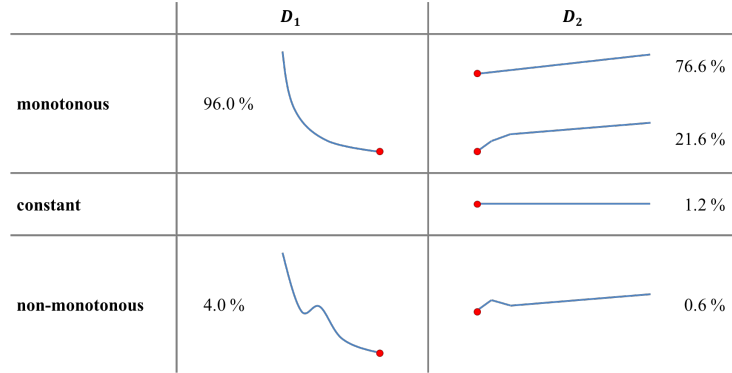 D₁ D₂
76.6 %
monotonous 96.0 %
21.6 %
constant 1.2 %
non-monotonous 4.0 % 0.6 %